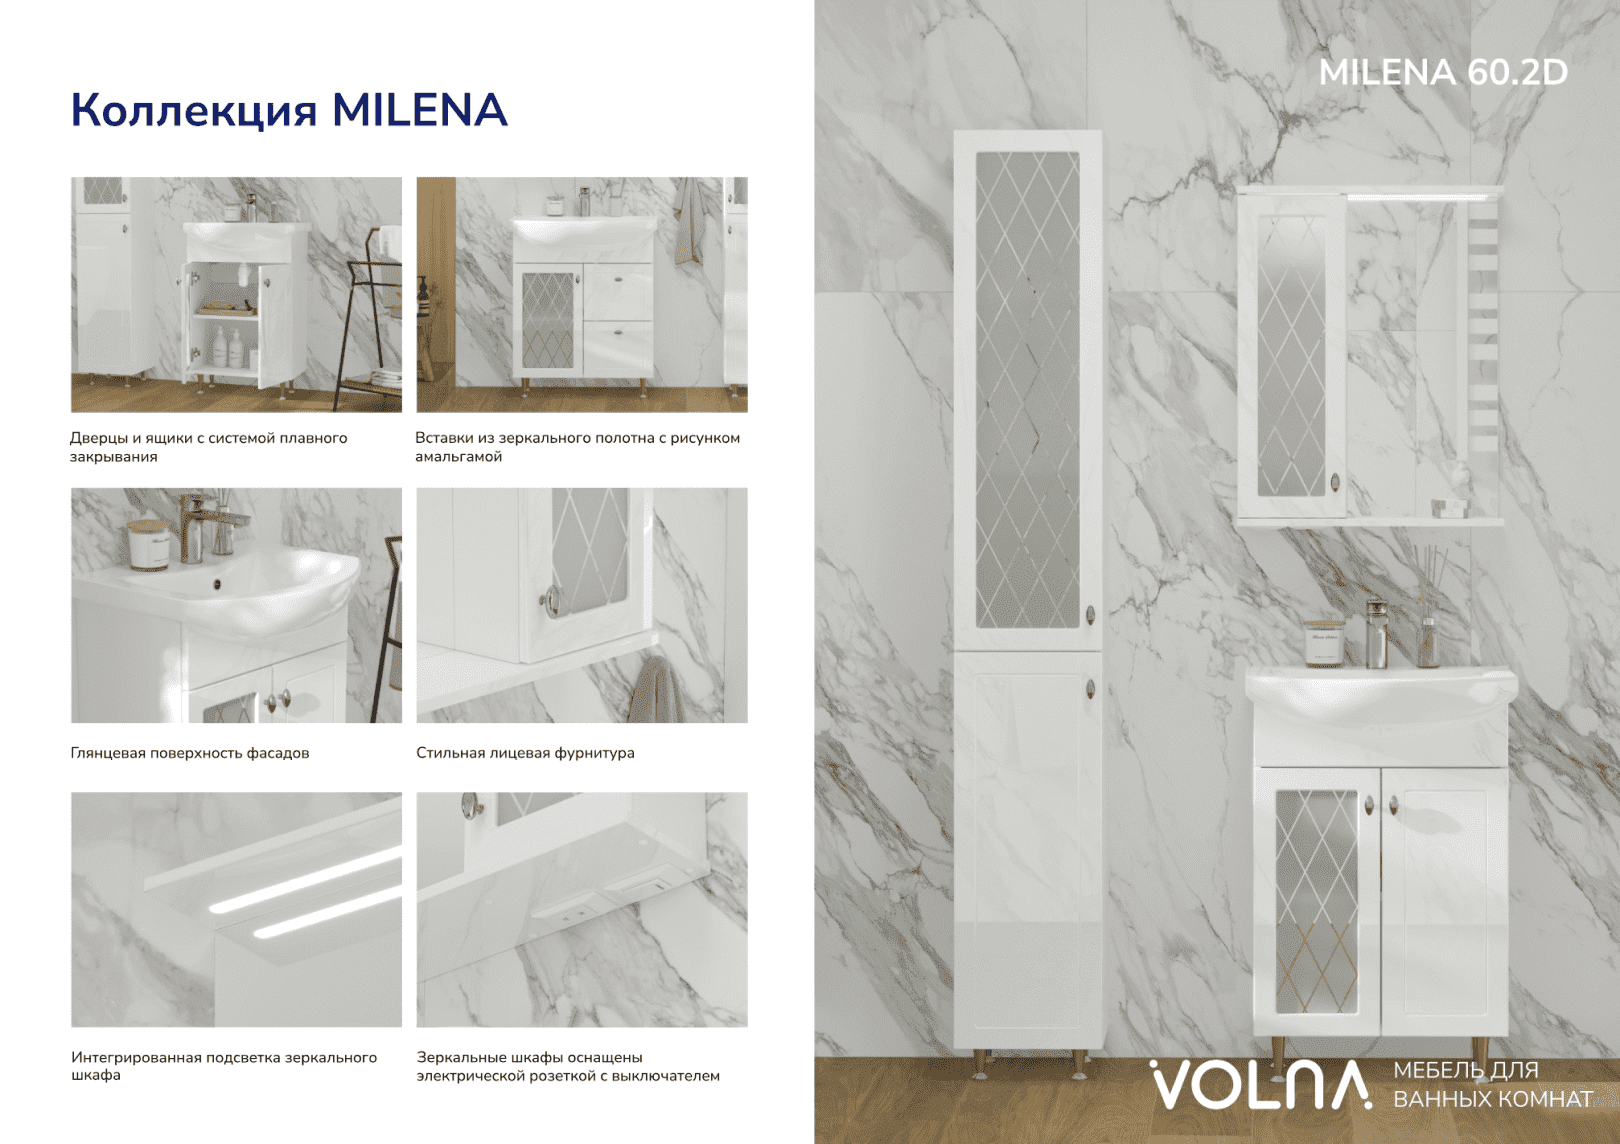 Коллекция MILENA
Дверцы и ящики с системой плавного
закрывания
Вставки из зеркального полотна с рисунком
амальгамой
Глянцевая поверхность фасадов
Стильная лицевая фурнитура
Интегрированная подсветка зеркального
шкафа
Зеркальные шкафы оснащены
электрической розеткой с выключателем
MILENA 60.2D
VOLNA
МЕБЕЛЬ ДЛЯ
ВАННЫХ КОМНАТ